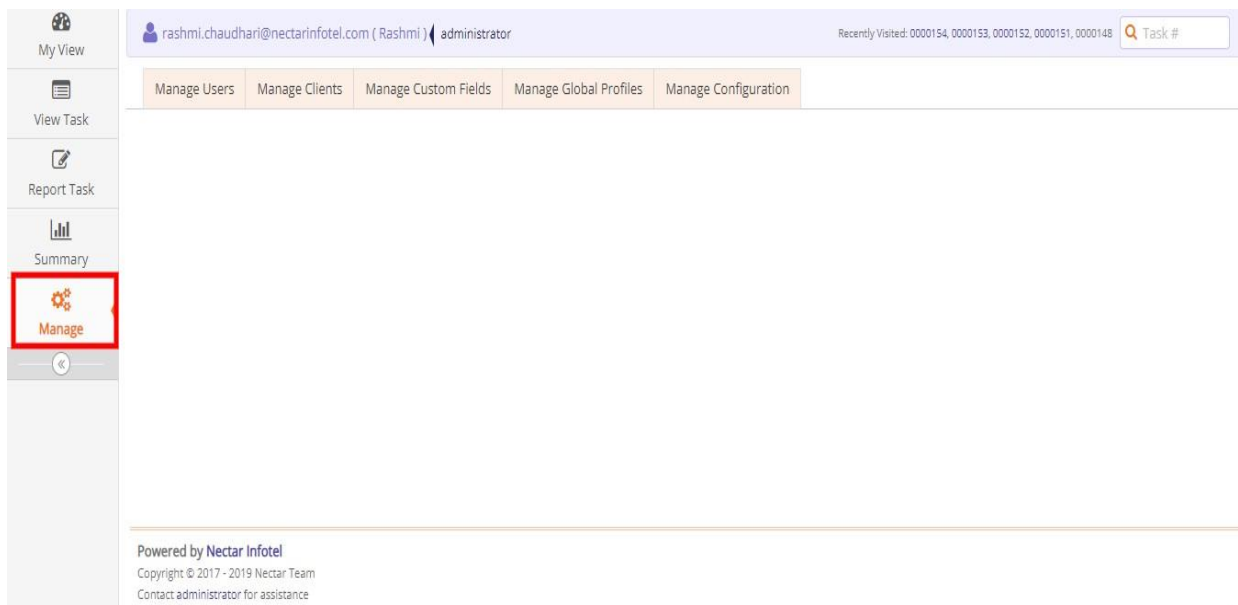 My View
View Task
Report Task
Summary
Manage
rashmi.chaudhari@nectarinfotel.com ( Rashmi ) administrator
Recently Visited: 0000154, 0000153, 0000152, 0000151, 0000148
Task #
Manage Users Manage Clients Manage Custom Fields Manage Global Profiles Manage Configuration
Powered by Nectar Infotel
Copyright © 2017 - 2019 Nectar Team
Contact administrator for assistance